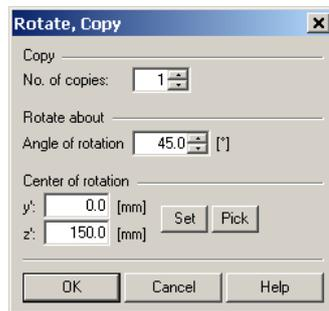 Rotate, Copy
Copy
No. of copies: 1
Rotate about
Angle of rotation 45.0 [°]
Center of rotation
y': 0.0 [mm]
z': 150.0 [mm]
Set Pick
OK Cancel Help